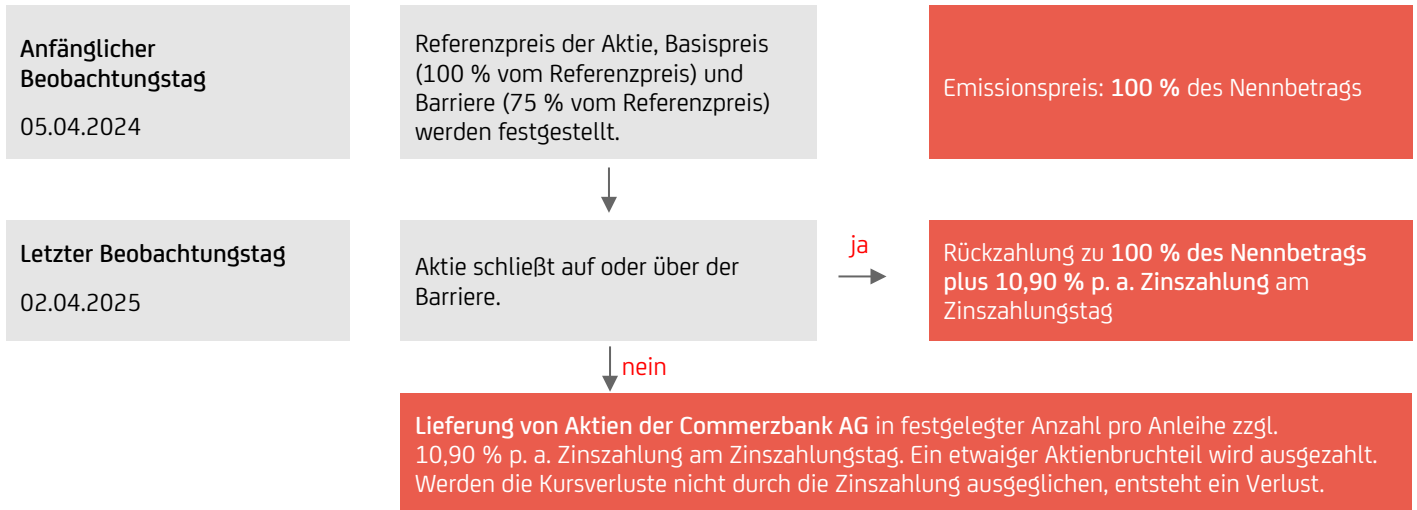 Anfänglicher
Beobachtungstag
05.04.2024
Referenzpreis der Aktie, Basispreis
(100 % vom Referenzpreis) und
Barriere (75 % vom Referenzpreis)
werden festgestellt.
Emissionspreis: 100 % des Nennbetrags
Letzter Beobachtungstag
02.04.2025
Aktie schließt auf oder über der
Barriere.
ja
Rückzahlung zu 100 % des Nennbetrags
plus 10,90 % p. a. Zinszahlung am
Zinszahlungstag
nein
Lieferung von Aktien der Commerzbank AG in festgelegter Anzahl pro Anleihe zzgl.
10,90 % p. a. Zinszahlung am Zinszahlungstag. Ein etwaiger Aktienbruchteil wird ausgezahlt.
Werden die Kursverluste nicht durch die Zinszahlung ausgeglichen, entsteht ein Verlust.